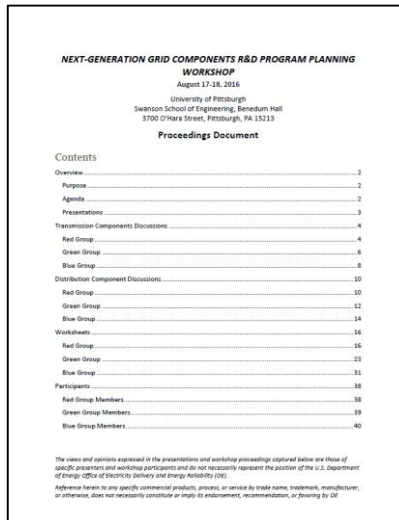 NEXT-GENERATION GRID COMPONENTS R&D PROGRAM PLANNING
WORKSHOP
August 17-18, 2016
University of Pittsburgh
Swanson School of Engineering, Benedum Hall
3700 O'Hara Street, Pittsburgh, PA 15213
Proceedings Document
Contents
Overview 2
Purpose 2
Agenda 2
Presentations 3
Transmission Components Discussions 4
Red Group 4
Green Group 6
Blue Group 8
Distribution Component Discussions 10
Red Group 10
Green Group 12
Blue Group 14
Worksheets 16
Red Group 16
Green Group 23
Blue Group 31
Participants 38
Red Group Members 38
Green Group Members 39
Blue Group Members 40
The views and opinions expressed in the presentations and workshop proceedings captured below are those of
specific presenters and workshop participants and do not necessarily represent the position of the U.S. Department
of Energy Office of Electricity Delivery and Energy Reliability (OE).
Reference herein to any specific commercial products, process, or service by trade name, trademark, manufacturer,
or otherwise, does not necessarily constitute or imply its endorsement, recommendation, or favoring by OE